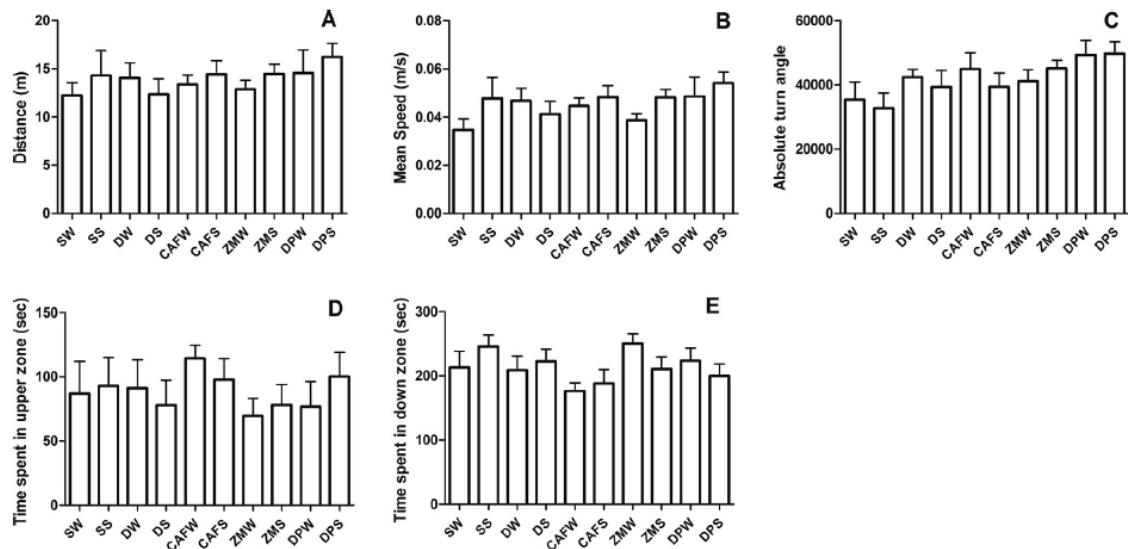 A
Distance (m)
20
15
10
5
0
SW
SS
DW
DS
CAFW
CAFS
ZMW
ZMS
DPW
DPS
B
Mean Speed (m/s)
0.08
0.06
0.04
0.02
0.00
SW
SS
DW
DS
CAFW
CAFS
ZMW
ZMS
DPW
DPS
C
Absolute turn angle
60000
40000
20000
0
SW
SS
DW
DS
CAFW
CAFS
ZMW
ZMS
DPW
DPS
D
Time spent in upper zone (sec)
150
100
50
0
SW
SS
DW
DS
CAFW
CAFS
ZMW
ZMS
DPW
DPS
E
Time spent in down zone (sec)
300
200
100
0
SW
SS
DW
DS
CAFW
CAFS
ZMW
ZMS
DPW
DPS